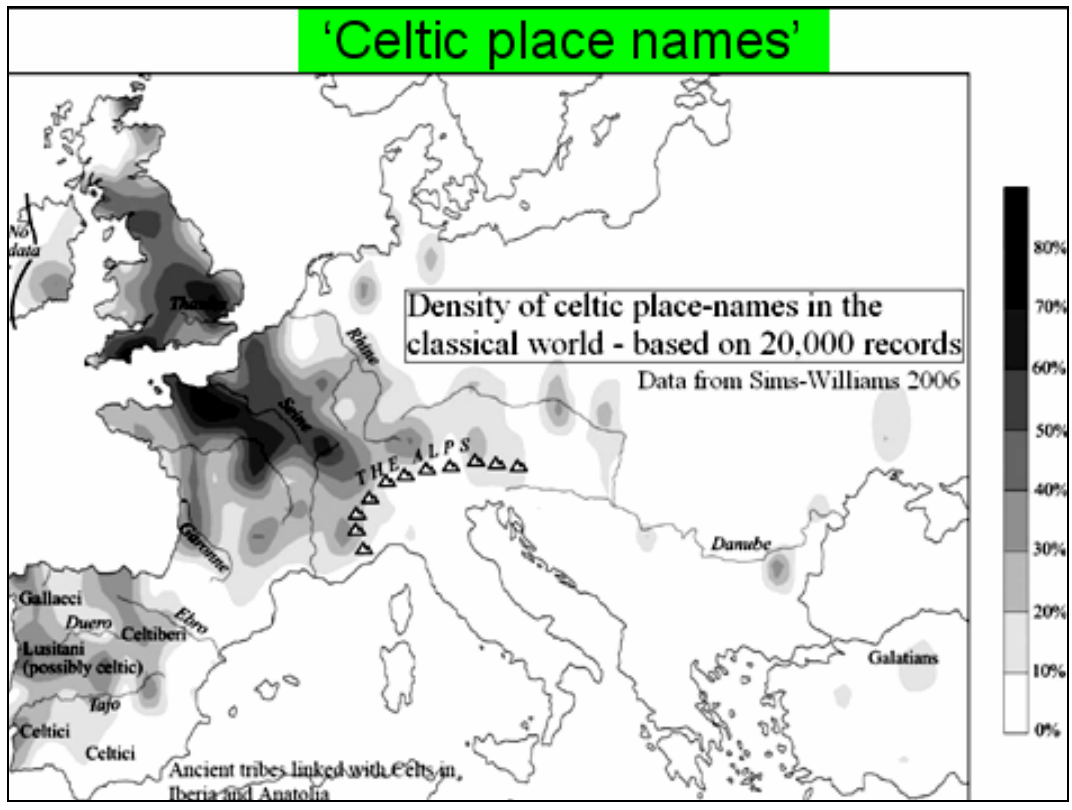 ‘Celtic place names’
No
data
Thames
Density of celtic place-names in the
classical world - based on 20,000 records
Data from Sims-Williams 2006
Rhine
Seine
THE ALPS
Garonne
Danube
Gallaeci
Duero
Ebro
Celtiberi
Lusitani
(possibly celtic)
Tajo
Celtici
Celtici
Galatians
Ancient tribes linked with Celts in
Iberia and Anatolia
80%
70%
60%
50%
40%
30%
20%
10%
0%